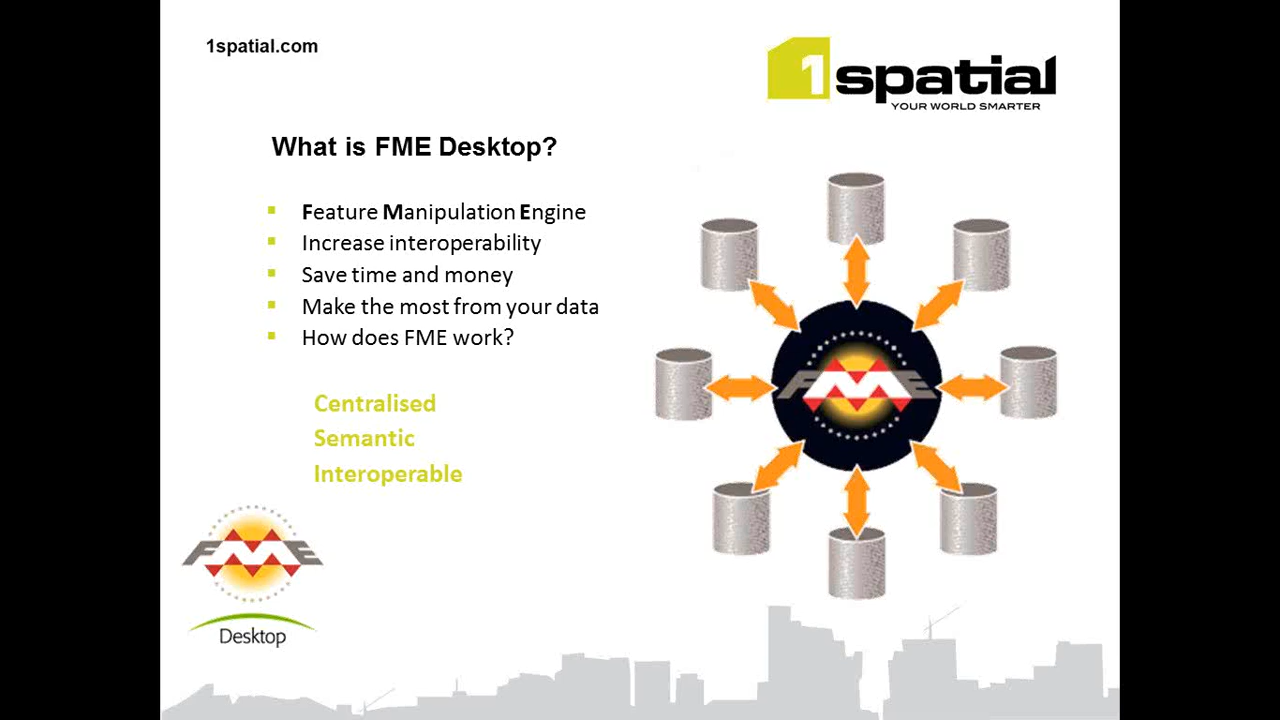 1spatial.com
1spatial
YOUR WORLD SMARTER
What is FME Desktop?
Feature Manipulation Engine
Increase interoperability
Save time and money
Make the most from your data
How does FME work?
Centralised
Semantic
Interoperable
FME
FME
Desktop